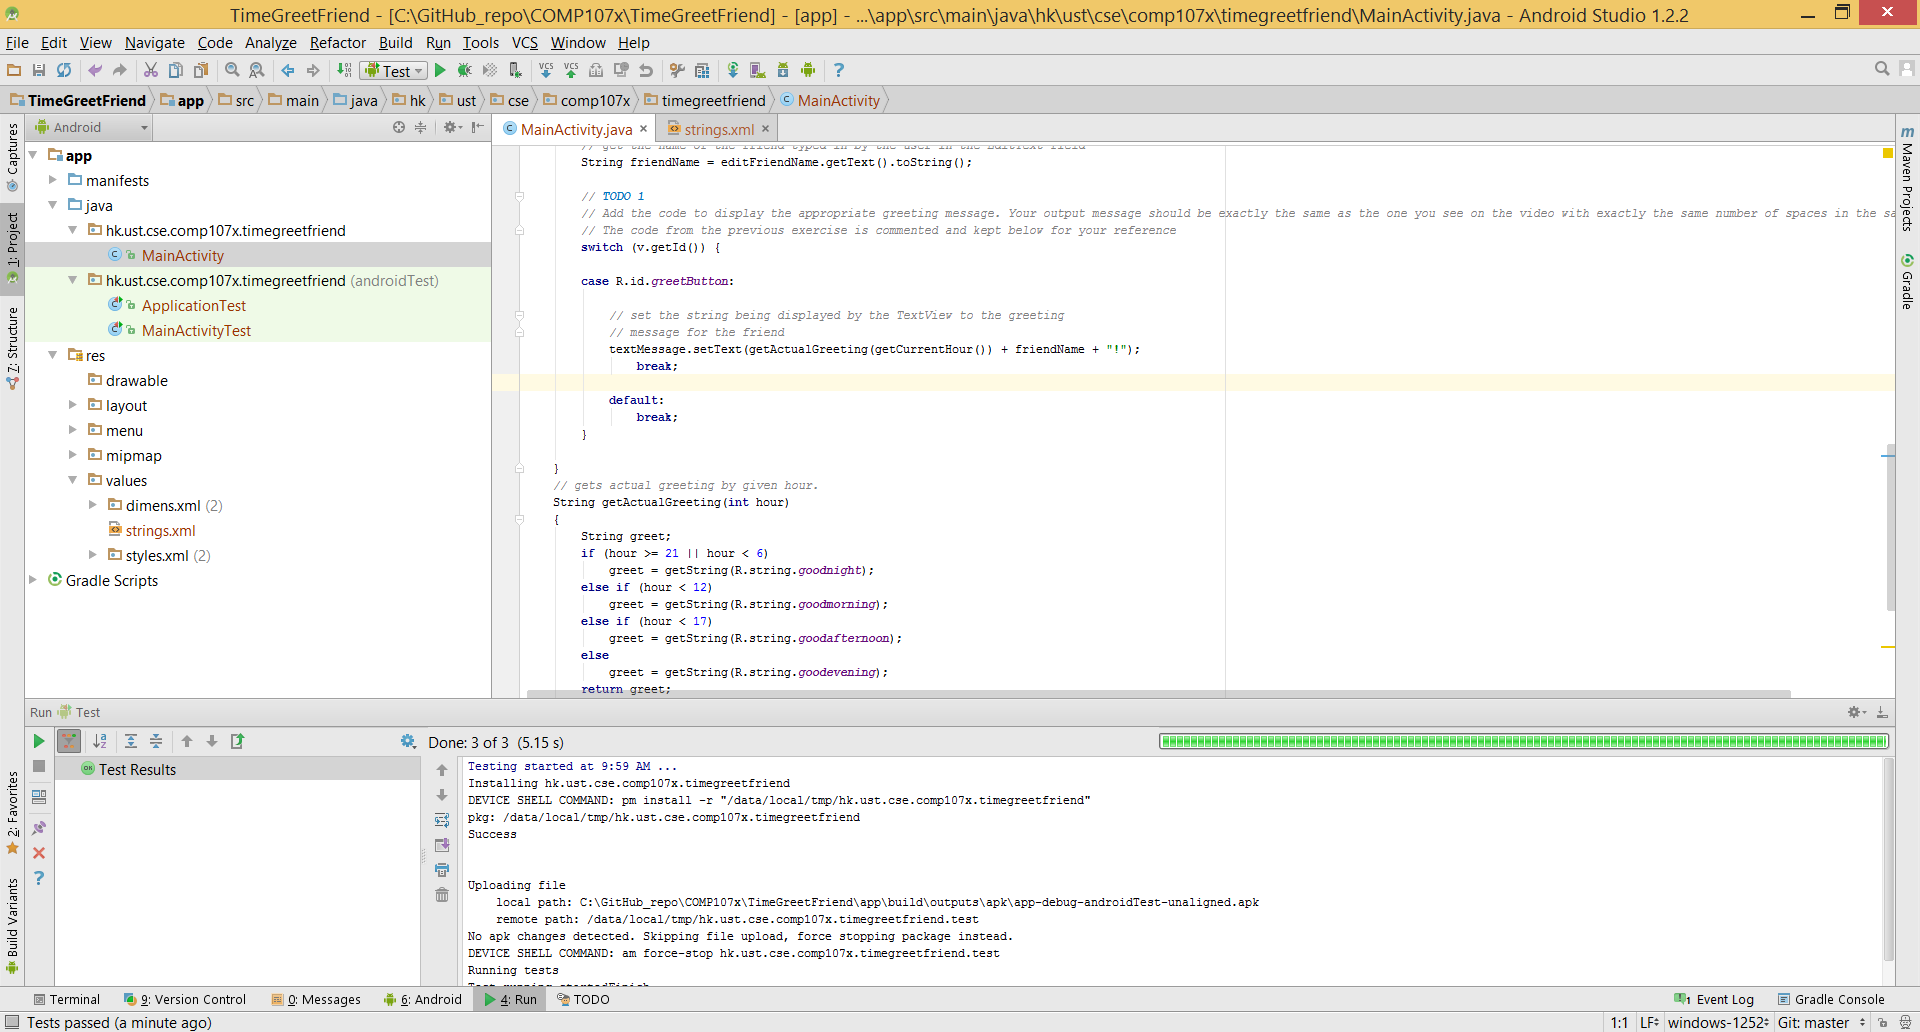 TimeGreetFriend - [C:\GitHub_repo\COMP107x\TimeGreetFriend] - [app] - ...\app\src\main\java\hk\ust\cse\comp107x\timegreetfriend\MainActivity.java - Android Studio 1.2.2
File Edit View Navigate Code Analyze Refactor Build Run Tools VCS Window Help
Test
TimeGreetFriend app src main java hk ust cse comp107x timegreetfriend MainActivity
Android
MainActivity.java strings.xml
Captures
1: Project
7: Structure
2: Favorites
Build Variants
app
manifests
java
hk.ust.cse.comp107x.timegreetfriend
MainActivity
hk.ust.cse.comp107x.timegreetfriend (androidTest)
ApplicationTest
MainActivityTest
res
drawable
layout
menu
mipmap
values
dimens.xml (2)
strings.xml
styles.xml (2)
Gradle Scripts
// get the name of the friend typed in by the user in the EditText field
String friendName = editFriendName.getText().toString();
// TODO 1
// Add the code to display the appropriate greeting message. Your output message should be exactly the same as the one you see on the video with exactly the same number of spaces in the sa
// The code from the previous exercise is commented and kept below for your reference
switch (v.getId()) {
case R.id.greetButton:
// set the string being displayed by the TextView to the greeting
// message for the friend
textMessage.setText(getActualGreeting(getCurrentHour()) + friendName + "!");
break;
default:
break;
}
}
// gets actual greeting by given hour.
String getActualGreeting(int hour)
{
String greet;
if (hour >= 21 || hour < 6)
greet = getString(R.string.goodnight);
else if (hour < 12)
greet = getString(R.string.goodmorning);
else if (hour < 17)
greet = getString(R.string.goodafternoon);
else
greet = getString(R.string.goodevening);
return greet;
Maven Projects
Gradle
Run Test
Done: 3 of 3 (5.15 s)
Test Results
Testing started at 9:59 AM ...
Installing hk.ust.cse.comp107x.timegreetfriend
DEVICE SHELL COMMAND: pm install -r "/data/local/tmp/hk.ust.cse.comp107x.timegreetfriend"
pkg: /data/local/tmp/hk.ust.cse.comp107x.timegreetfriend
Success
Uploading file
local path: C:\GitHub_repo\COMP107x\TimeGreetFriend\app\build\outputs\apk\app-debug-androidTest-unaligned.apk
remote path: /data/local/tmp/hk.ust.cse.comp107x.timegreetfriend.test
No apk changes detected. Skipping file upload, force stopping package instead.
DEVICE SHELL COMMAND: am force-stop hk.ust.cse.comp107x.timegreetfriend.test
Running tests
Terminal 9: Version Control 0: Messages 6: Android 4: Run TODO 1 Event Log Gradle Console
Tests passed (a minute ago) 1:1 LF windows-1252 Git: master